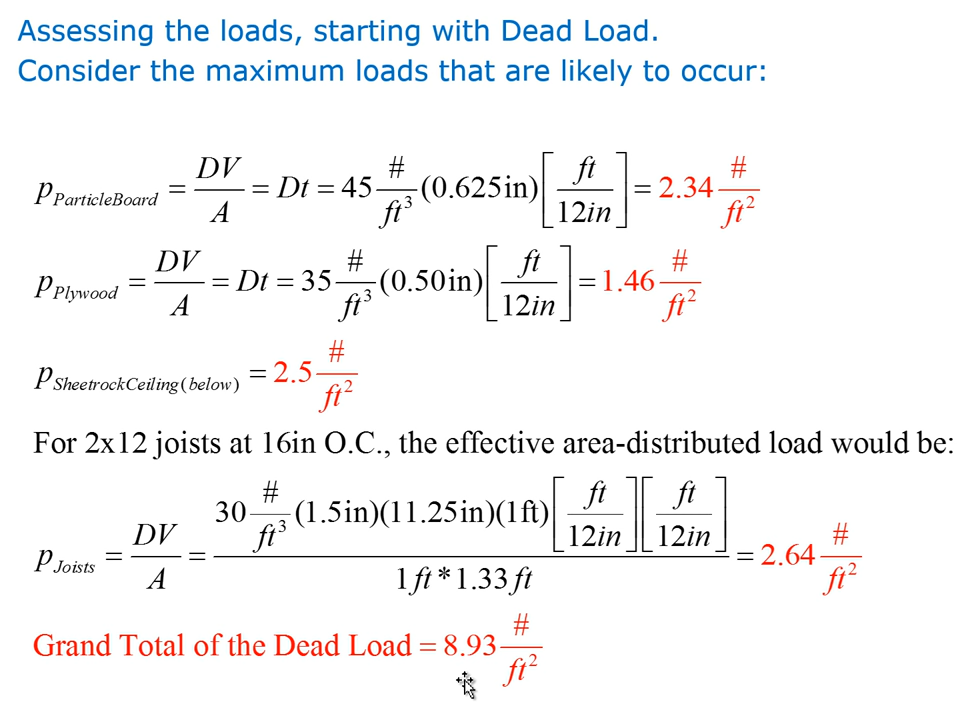 Assessing the loads, starting with Dead Load.
Consider the maximum loads that are likely to occur:
p_ParticleBoard = DV/A = Dt = 45 #/ft³ (0.625in) [ft/12in] = 2.34 #/ft²
p_Plywood = DV/A = Dt = 35 #/ft³ (0.50in) [ft/12in] = 1.46 #/ft²
p_SheetrockCeiling(below) = 2.5 #/ft²
For 2x12 joists at 16in O.C., the effective area-distributed load would be:
p_Joists = DV/A = 30 #/ft³ (1.5in)(11.25in)(1ft) [ft/12in] [ft/12in] / 1ft*1.33ft = 2.64 #/ft²
Grand Total of the Dead Load = 8.93 #/ft²